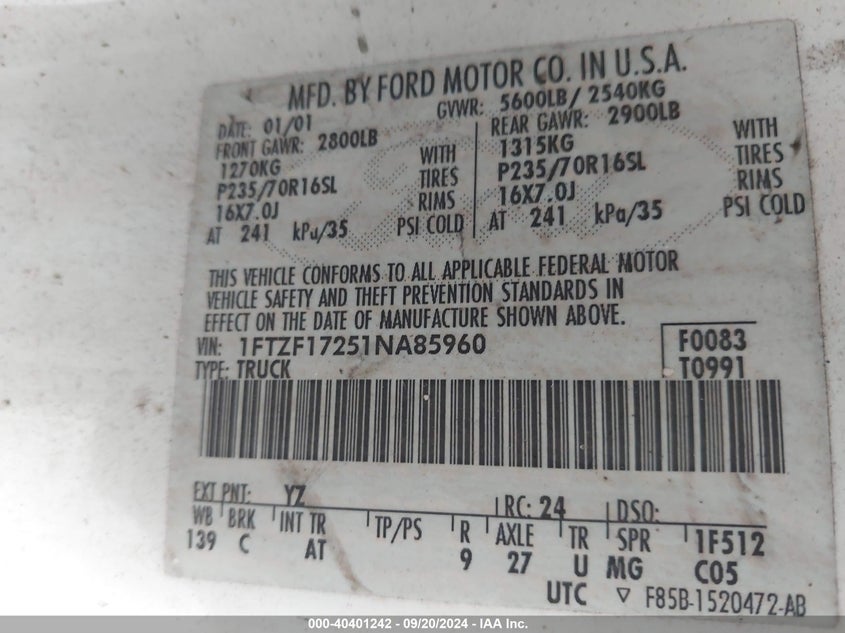 MFD. BY FORD MOTOR CO. IN U.S.A.
DATE: 01/01 GVWR: 5600LB/ 2540KG
FRONT GAWR: 2800LB REAR GAWR: 2900LB
1270KG WITH 1315KG WITH
P235/70R16SL TIRES P235/70R16SL TIRES
16X7.0J RIMS 16X7.0J RIMS
AT 241 kPa/35 PSI COLD AT 241 kPa/35 PSI COLD
THIS VEHICLE CONFORMS TO ALL APPLICABLE FEDERAL MOTOR
VEHICLE SAFETY AND THEFT PREVENTION STANDARDS IN
EFFECT ON THE DATE OF MANUFACTURE SHOWN ABOVE.
VIN: 1FTZF17251NA85960 F0083
TYPE: TRUCK T0991
EXT PNT: YZ RC: 24 DSO:
WB BRK INT TR TP/PS R AXLE TR SPR 1F512
139 C AT 9 27 U MG C05
UTC ▽ F85B-1520472-AB
000-40401242 - 09/20/2024 - IAA Inc.